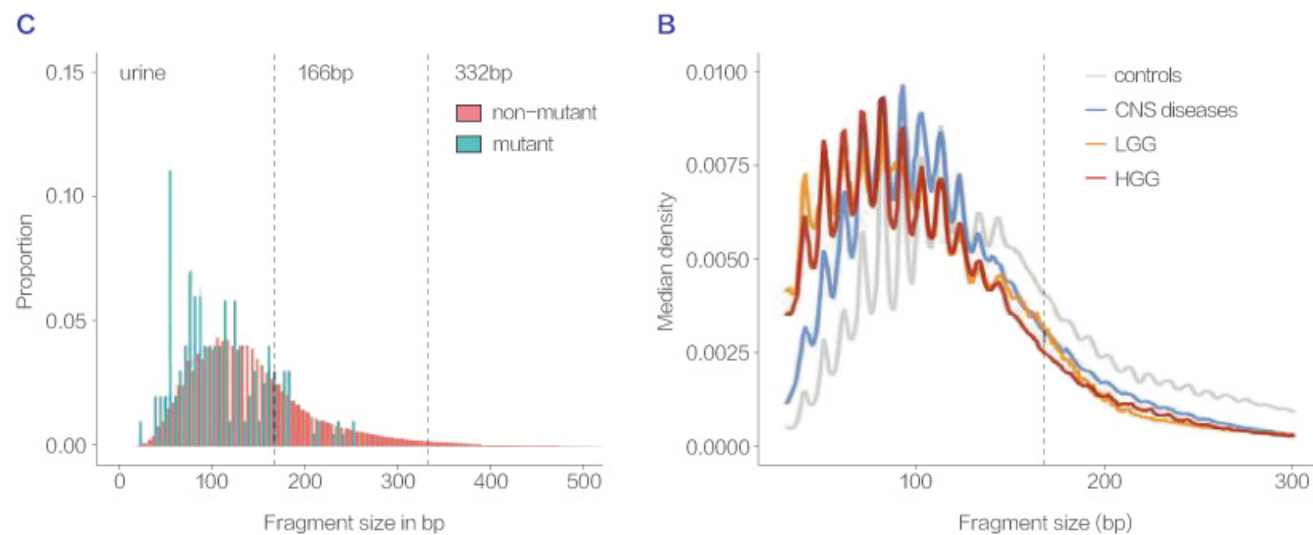 C
0.15
0.10
0.05
0.00
Proportion
urine
166bp
332bp
non-mutant
mutant
0
100
200
300
400
500
Fragment size in bp
B
0.0100
0.0075
0.0050
0.0025
0.0000
Median density
controls
CNS diseases
LGG
HGG
100
200
300
Fragment size (bp)